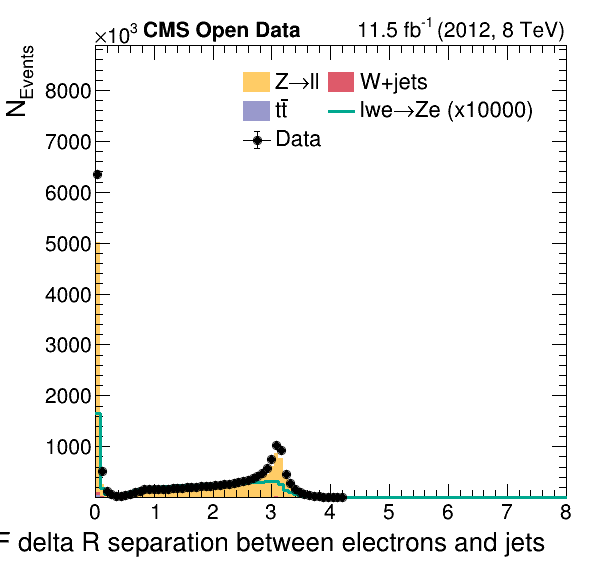 ×10³ CMS Open Data 11.5 fb⁻¹ (2012, 8 TeV)
N_Events
Z→ll W+jets
tt̄ lwe→Ze (x10000)
Data
8000
7000
6000
5000
4000
3000
2000
1000
0 1 2 3 4 5 6 7 8
F delta R separation between electrons and jets